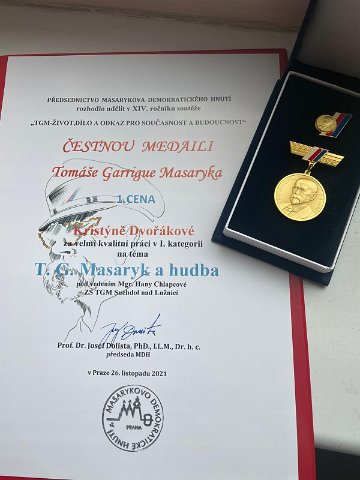 PŘEDSEDNICTVO MASARYKOVA DEMOKRATICKÉHO HNUTÍ
rozhodlo udělit v XIV. ročníku soutěže
„TGM-ŽIVOT,DÍLO A ODKAZ PRO SOUČASNOST A BUDOUCNOST“
ČESTNOU MEDAILI
Tomáše Garrigue Masaryka
1.CENA
Kristýně Dvořákové
za velmi kvalitní práci v I. kategorii
na téma
T. G. Masaryk a hudba
pod vedením Mgr. Hany Chlapcové
ZŠ TGM Suchdol nad Lužnicí
Prof. Dr. Josef Dolista, PhD., LL.M., Dr. h. c.
předseda MDH
v Praze 26. listopadu 2021
MASARYKOVO DEMOKRATICKÉ HNUTÍ
PRAHA